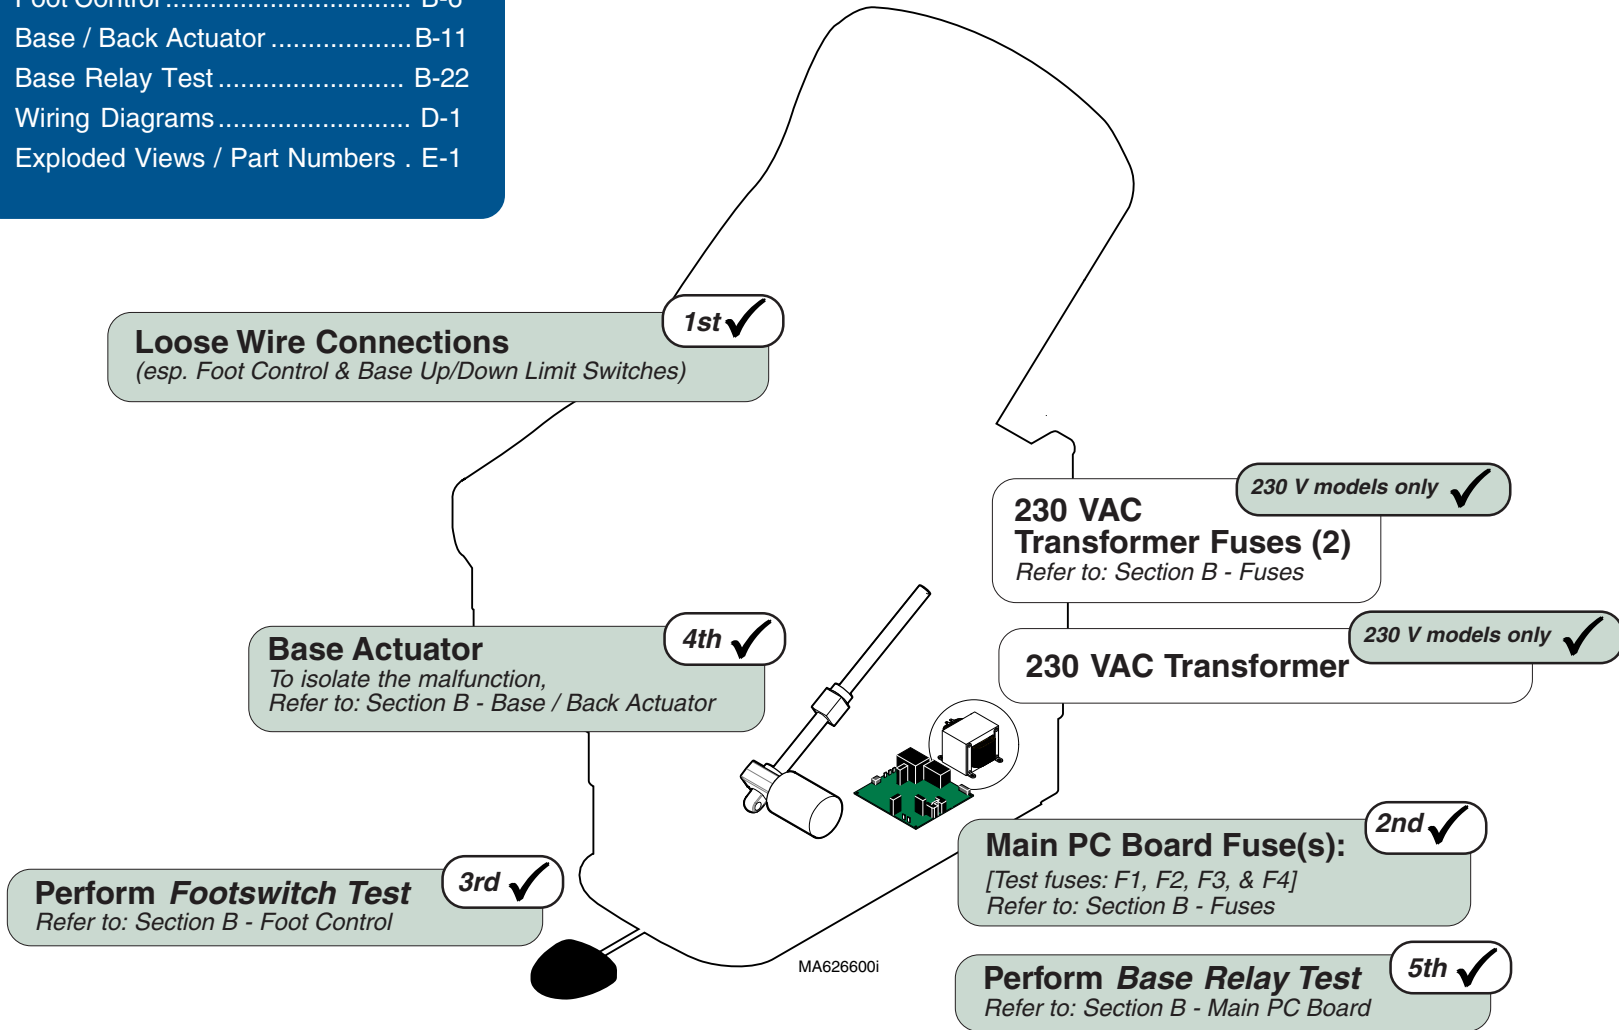 Foot Control ................................. B-6
Base / Back Actuator ................... B-11
Base Relay Test ......................... B-22
Wiring Diagrams .......................... D-1
Exploded Views / Part Numbers . E-1
1st
Loose Wire Connections
(esp. Foot Control & Base Up/Down Limit Switches)
230 V models only
230 VAC
Transformer Fuses (2)
Refer to: Section B - Fuses
4th
Base Actuator
To isolate the malfunction,
Refer to: Section B - Base / Back Actuator
230 V models only
230 VAC Transformer
2nd
Main PC Board Fuse(s):
[Test fuses: F1, F2, F3, & F4]
Refer to: Section B - Fuses
3rd
Perform Footswitch Test
Refer to: Section B - Foot Control
MA626600i
5th
Perform Base Relay Test
Refer to: Section B - Main PC Board